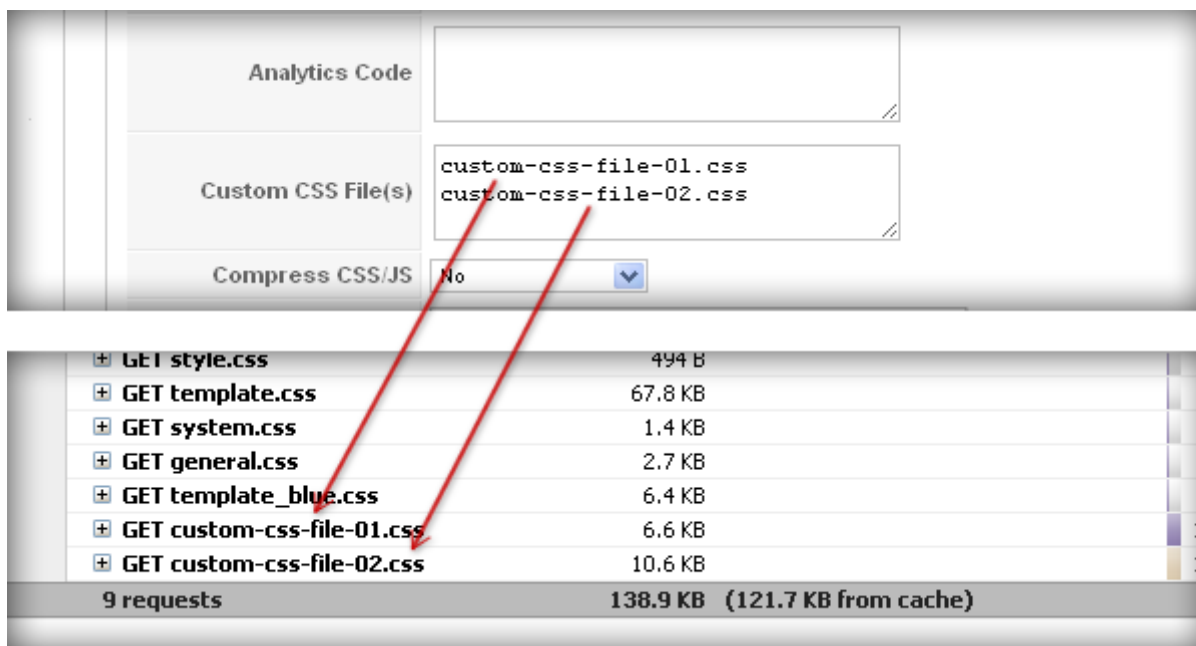 Analytics Code
Custom CSS File(s)
custom-css-file-01.css
custom-css-file-02.css
Compress CSS/JS No
GET style.css 494 B
GET template.css 67.8 KB
GET system.css 1.4 KB
GET general.css 2.7 KB
GET template_blue.css 6.4 KB
GET custom-css-file-01.css 6.6 KB
GET custom-css-file-02.css 10.6 KB
9 requests 138.9 KB (121.7 KB from cache)